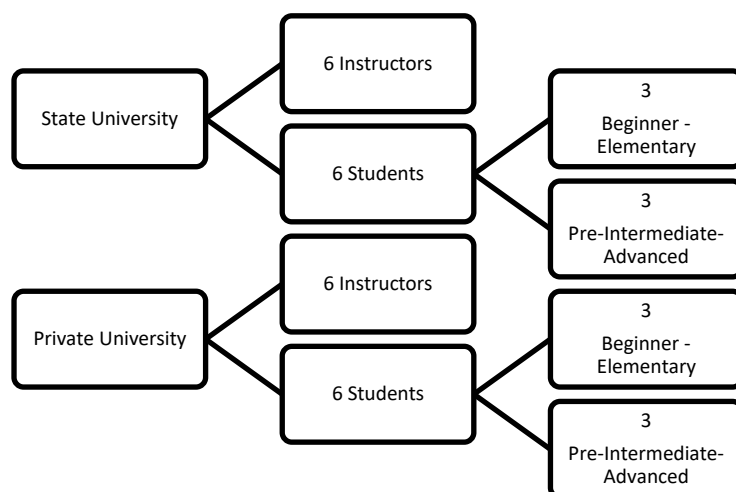 State University
6 Instructors
6 Students
3
Beginner -
Elementary
3
Pre-Intermediate-
Advanced
Private University
6 Instructors
6 Students
3
Beginner -
Elementary
3
Pre-Intermediate-
Advanced